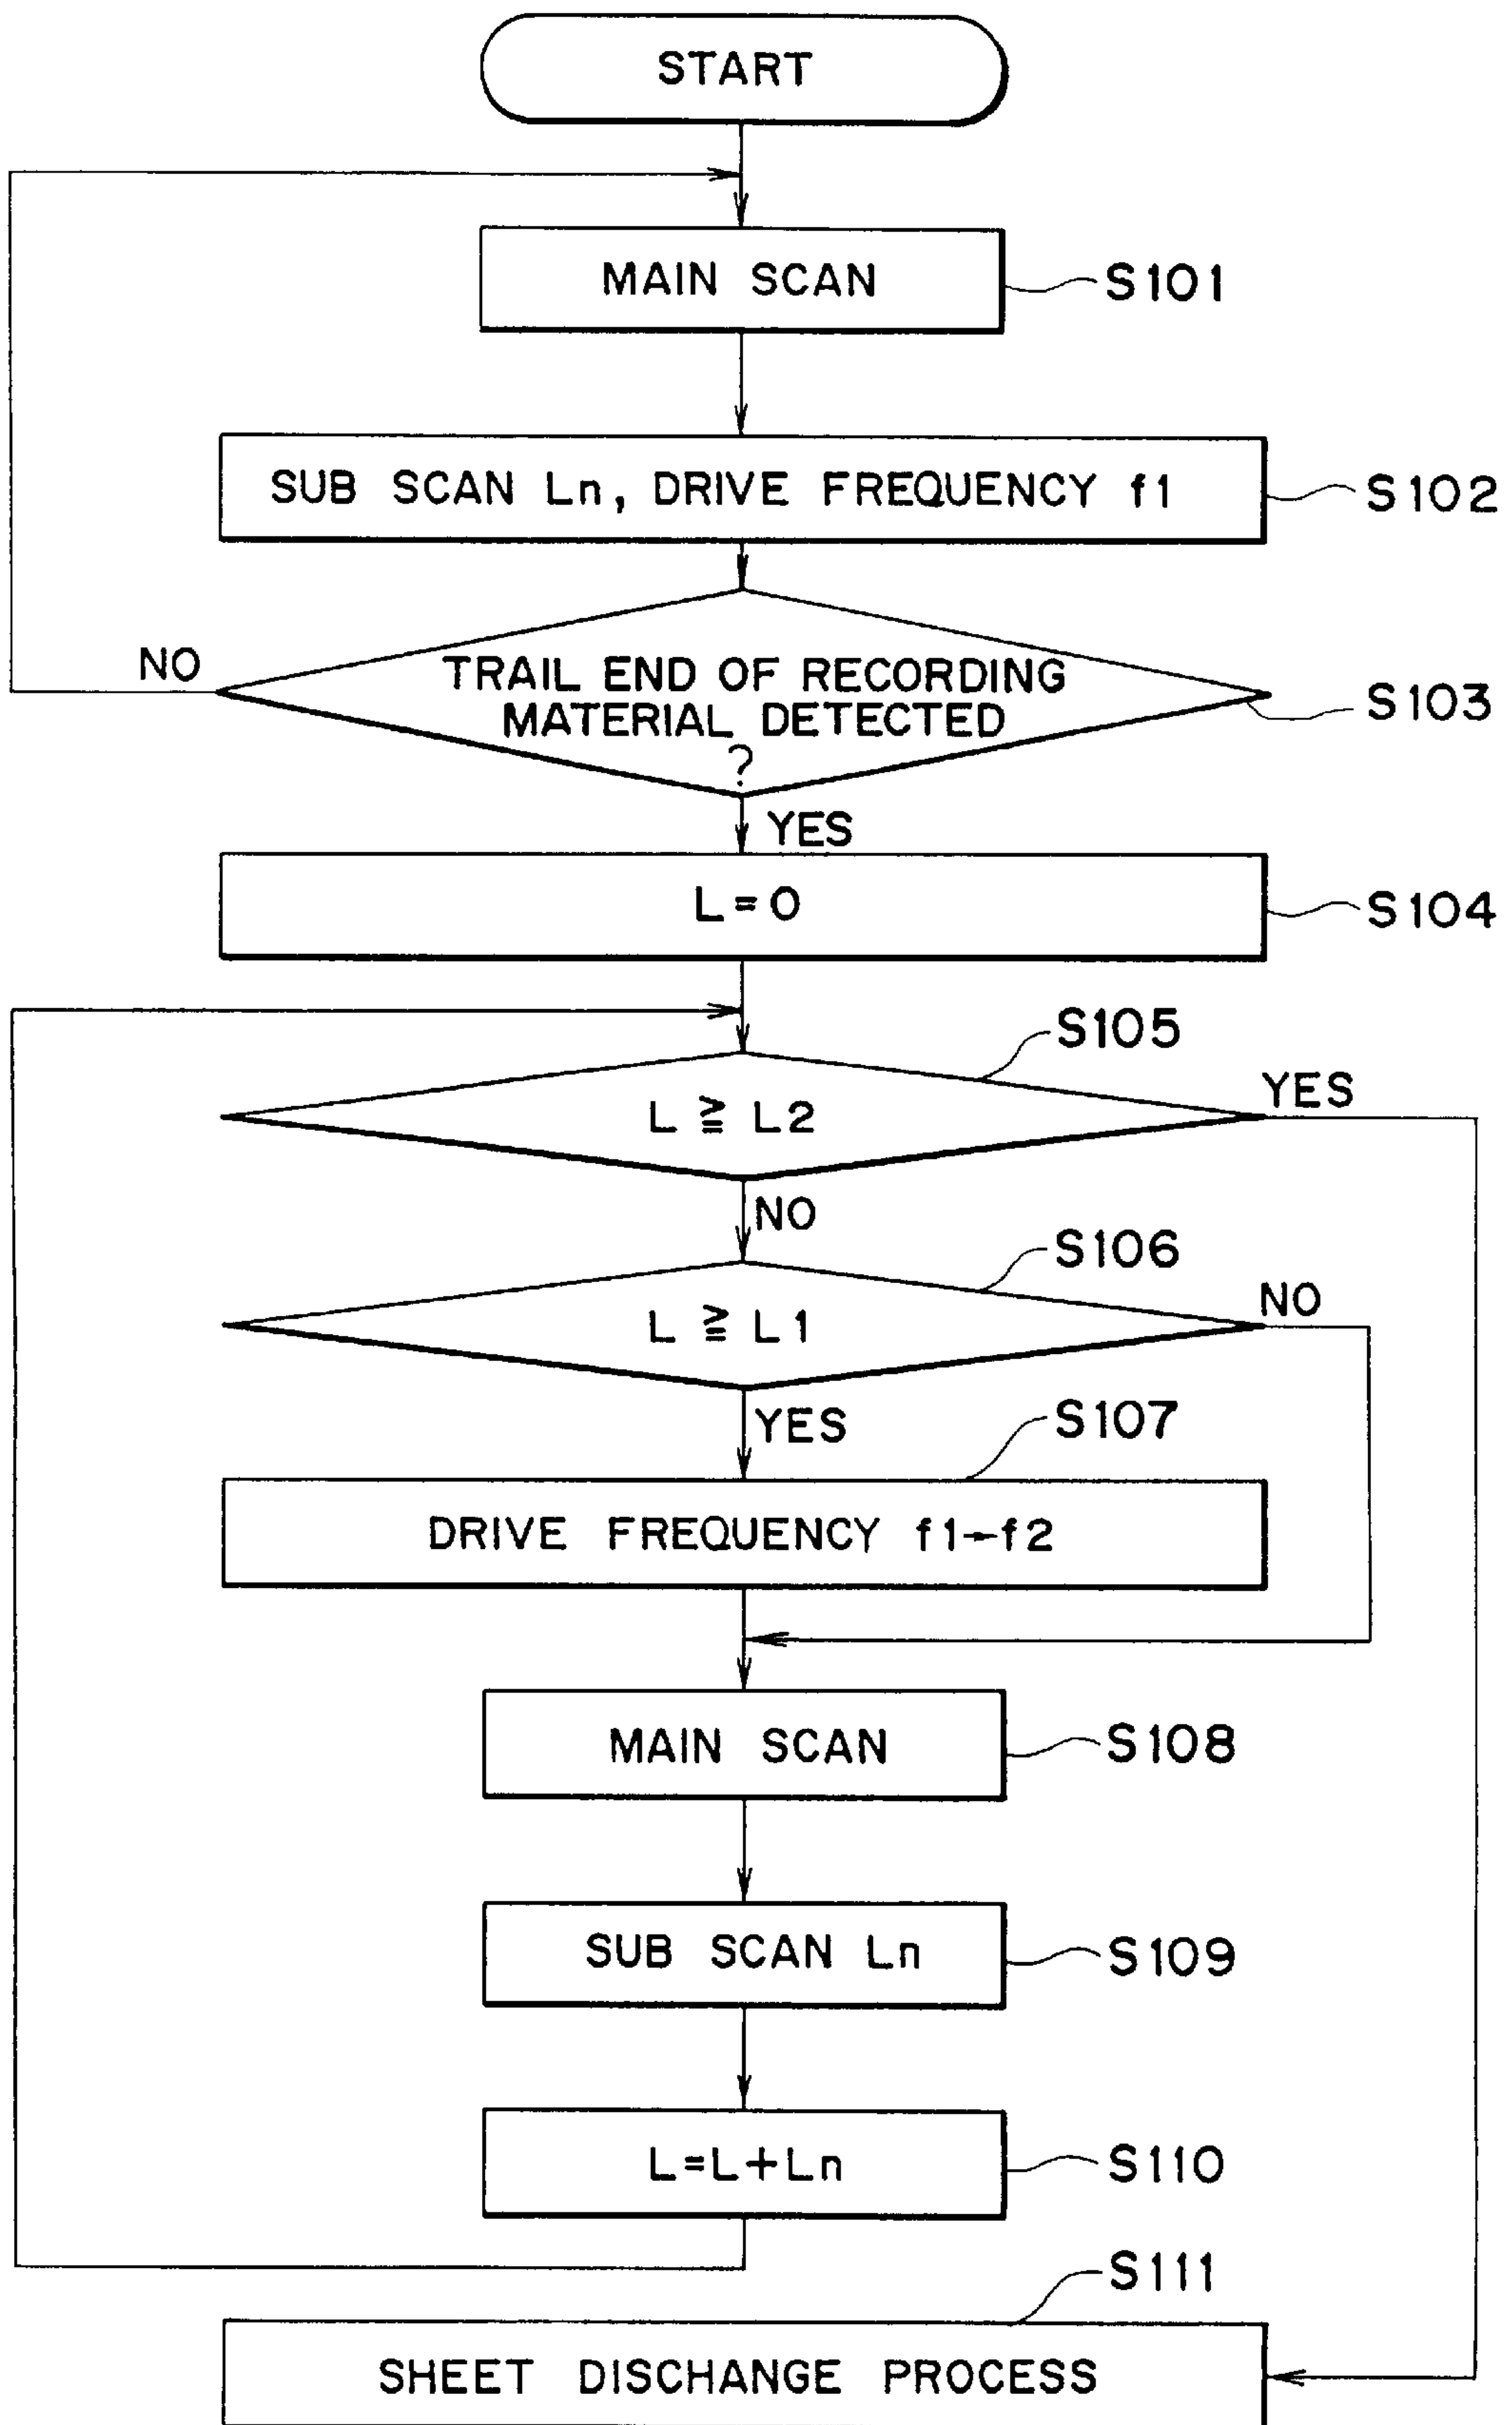 START
MAIN SCAN
S101
SUB SCAN Ln, DRIVE FREQUENCY f1
S102
NO
TRAIL END OF RECORDING
MATERIAL DETECTED
?
S103
YES
L=0
S104
S105
L ≧ L2
YES
NO
S106
L ≧ L1
NO
YES
S107
DRIVE FREQUENCY f1→f2
MAIN SCAN
S108
SUB SCAN Ln
S109
L=L+Ln
S110
S111
SHEET DISCHANGE PROCESS